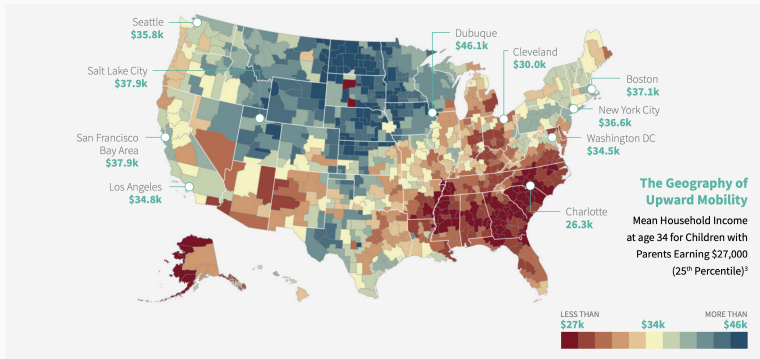 Seattle
$35.8k
Salt Lake City
$37.9k
San Francisco
Bay Area
$37.9k
Los Angeles
$34.8k
Dubuque
$46.1k
Cleveland
$30.0k
Boston
$37.1k
New York City
$36.6k
Washington DC
$34.5k
Charlotte
26.3k
The Geography of
Upward Mobility
Mean Household Income
at age 34 for Children with
Parents Earning $27,000
(25th Percentile)3
LESS THAN
$27k
$34k
MORE THAN
$46k